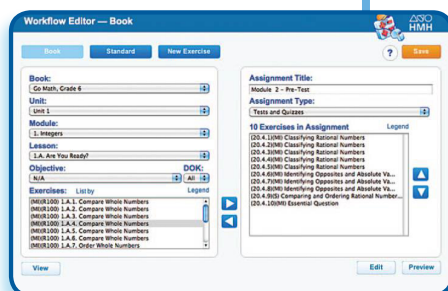 Workflow Editor — Book
HMH
Book
Standard
New Exercise
?
Save
Book:
Go Math, Grade 6
Unit:
Unit 1
Module:
1. Integers
Lesson:
1.A. Are You Ready?
Objective:
DOK:
N/A
All
Exercises:
List by
Legend
(MI)(R100) 1.A.1. Compare Whole Numbers
(MI)(R100) 1.A.2. Compare Whole Numbers
(MI)(R100) 1.A.3. Compare Whole Numbers
(MI)(R100) 1.A.4. Compare Whole Numbers
(MI)(R100) 1.A.5. Compare Whole Numbers
(MI)(R100) 1.A.6. Compare Whole Numbers
(MI)(R100) 1.A.7. Order Whole Numbers
View
Assignment Title:
Module 2 - Pre-Test
Assignment Type:
Tests and Quizzes
10 Exercises in Assignment
Legend
(20.4.1)(MI) Classifying Rational Numbers
(20.4.2)(MI) Classifying Rational Numbers
(20.4.3)(MI) Classifying Rational Numbers
(20.4.4)(MI) Classifying Rational Numbers
(20.4.5)(MI) Classifying Rational Numbers
(20.4.6)(MI) Identifying Opposites and Absolute Va...
(20.4.7)(MI) Identifying Opposites and Absolute Va...
(20.4.8)(MI) Identifying Opposites and Absolute Va...
(20.4.9)(S) Comparing and Ordering Rational Number...
(20.4.10)(MI) Essential Question
Edit
Preview